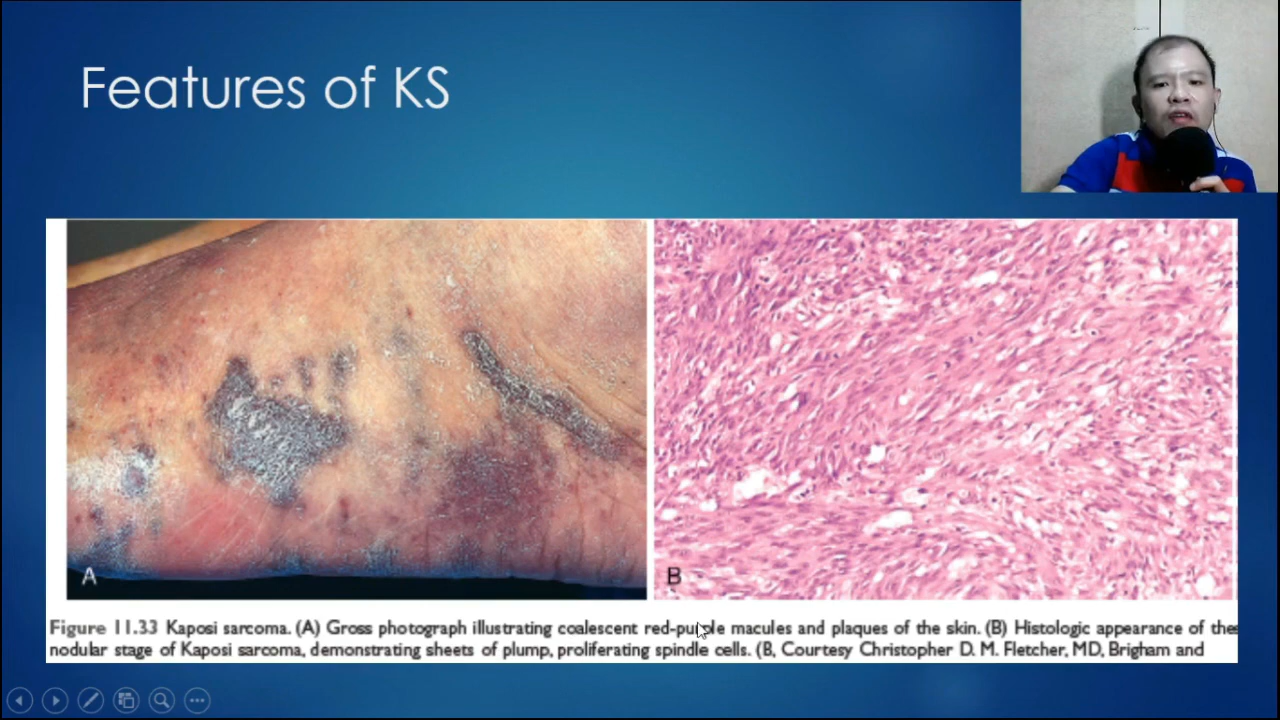 Features of KS
A
B
Figure 11.33 Kaposi sarcoma. (A) Gross photograph illustrating coalescent red-purple macules and plaques of the skin. (B) Histologic appearance of the
nodular stage of Kaposi sarcoma, demonstrating sheets of plump, proliferating spindle cells. (B, Courtesy Christopher D. M. Fletcher, MD, Brigham and